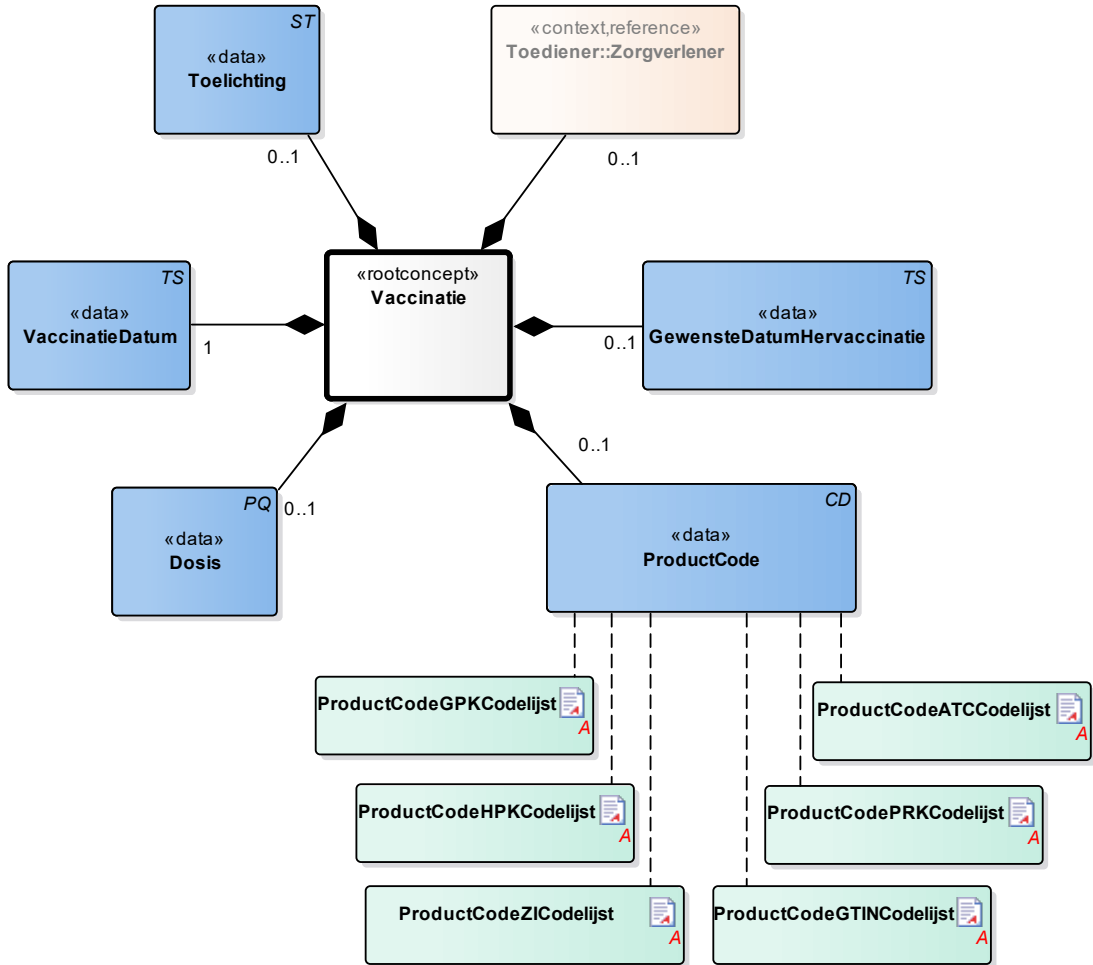 ST
«data»
Toelichting
«context,reference»
Toediener::Zorgverlener
0..1
0..1
TS
«data»
VaccinatieDatum
1
«rootconcept»
Vaccinatie
TS
«data»
GewensteDatumHervaccinatie
0..1
0..1
PQ
«data»
Dosis
0..1
CD
«data»
ProductCode
ProductCodeGPKCodelijst
A
ProductCodeATCCodelijst
A
ProductCodeHPKCodelijst
A
ProductCodePRKCodelijst
A
ProductCodeZICodelijst
A
ProductCodeGTINCodelijst
A